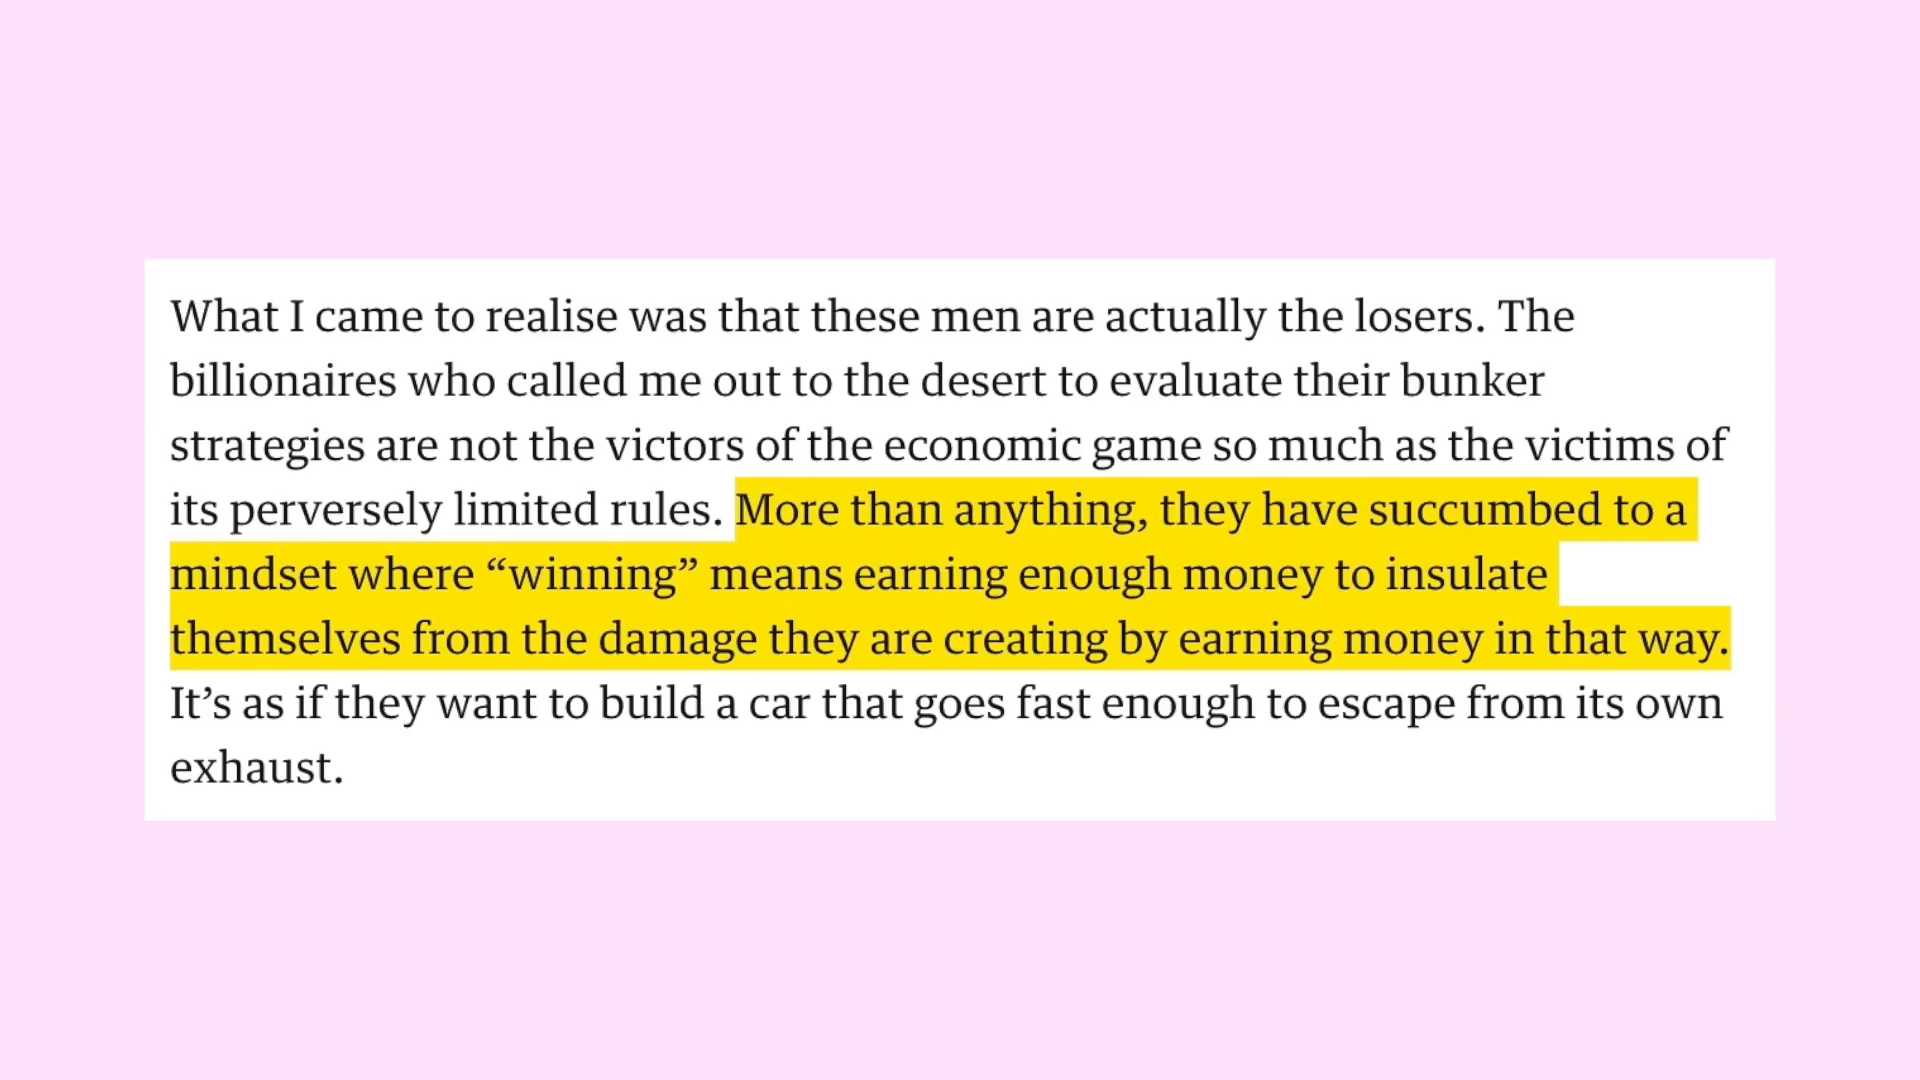 What I came to realise was that these men are actually the losers. The
billionaires who called me out to the desert to evaluate their bunker
strategies are not the victors of the economic game so much as the victims of
its perversely limited rules. More than anything, they have succumbed to a
mindset where “winning” means earning enough money to insulate
themselves from the damage they are creating by earning money in that way.
It’s as if they want to build a car that goes fast enough to escape from its own
exhaust.